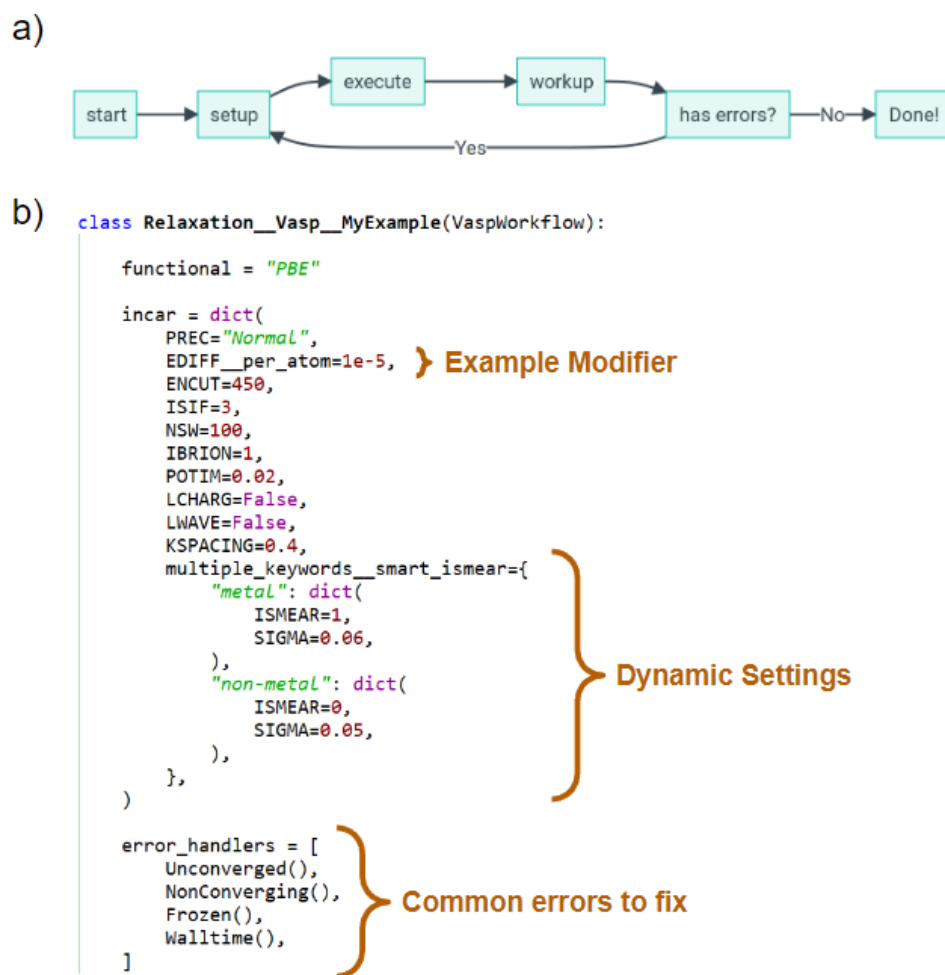 a)
start
setup
execute
workup
has errors?
No
Done!
Yes
b)
class Relaxation__Vasp__MyExample(VaspWorkflow):
functional = "PBE"
incar = dict(
PREC="Normal",
EDIFF__per_atom=1e-5,
Example Modifier
ENCUT=450,
ISIF=3,
NSW=100,
IBRION=1,
POTIM=0.02,
LCHARG=False,
LWAVE=False,
KSPACING=0.4,
multiple_keywords__smart_ismear={
"metal": dict(
ISMEAR=1,
SIGMA=0.06,
),
"non-metal": dict(
ISMEAR=0,
SIGMA=0.05,
),
},
)
Dynamic Settings
error_handlers = [
Unconverged(),
NonConverging(),
Frozen(),
Walltime(),
]
Common errors to fix